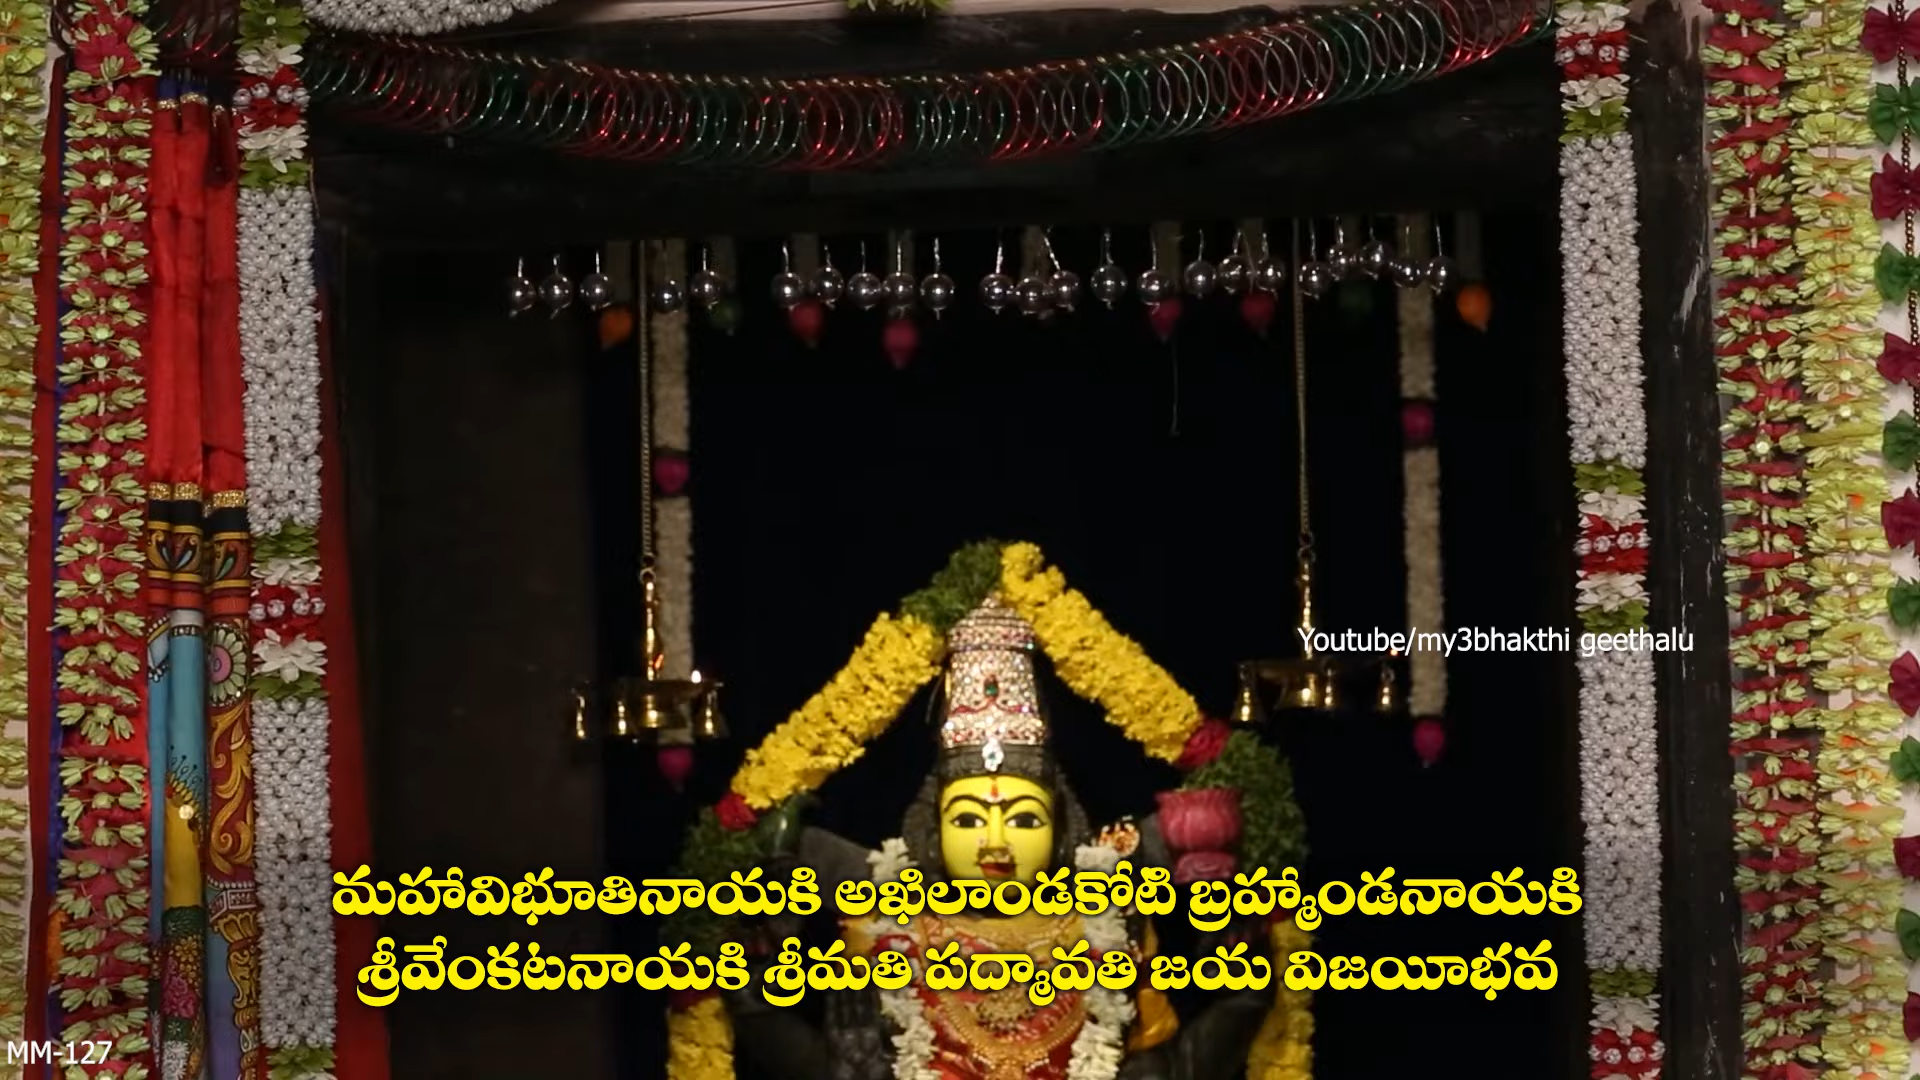 Youtube/my3bhakthi geethalu
మహావిభూతినాయకి అఖిలాండకోటి బ్రహ్మాండనాయకి
శ్రీవేంకటనాయకి శ్రీమతి పద్మావతి జయ విజయీభవ
MM-127